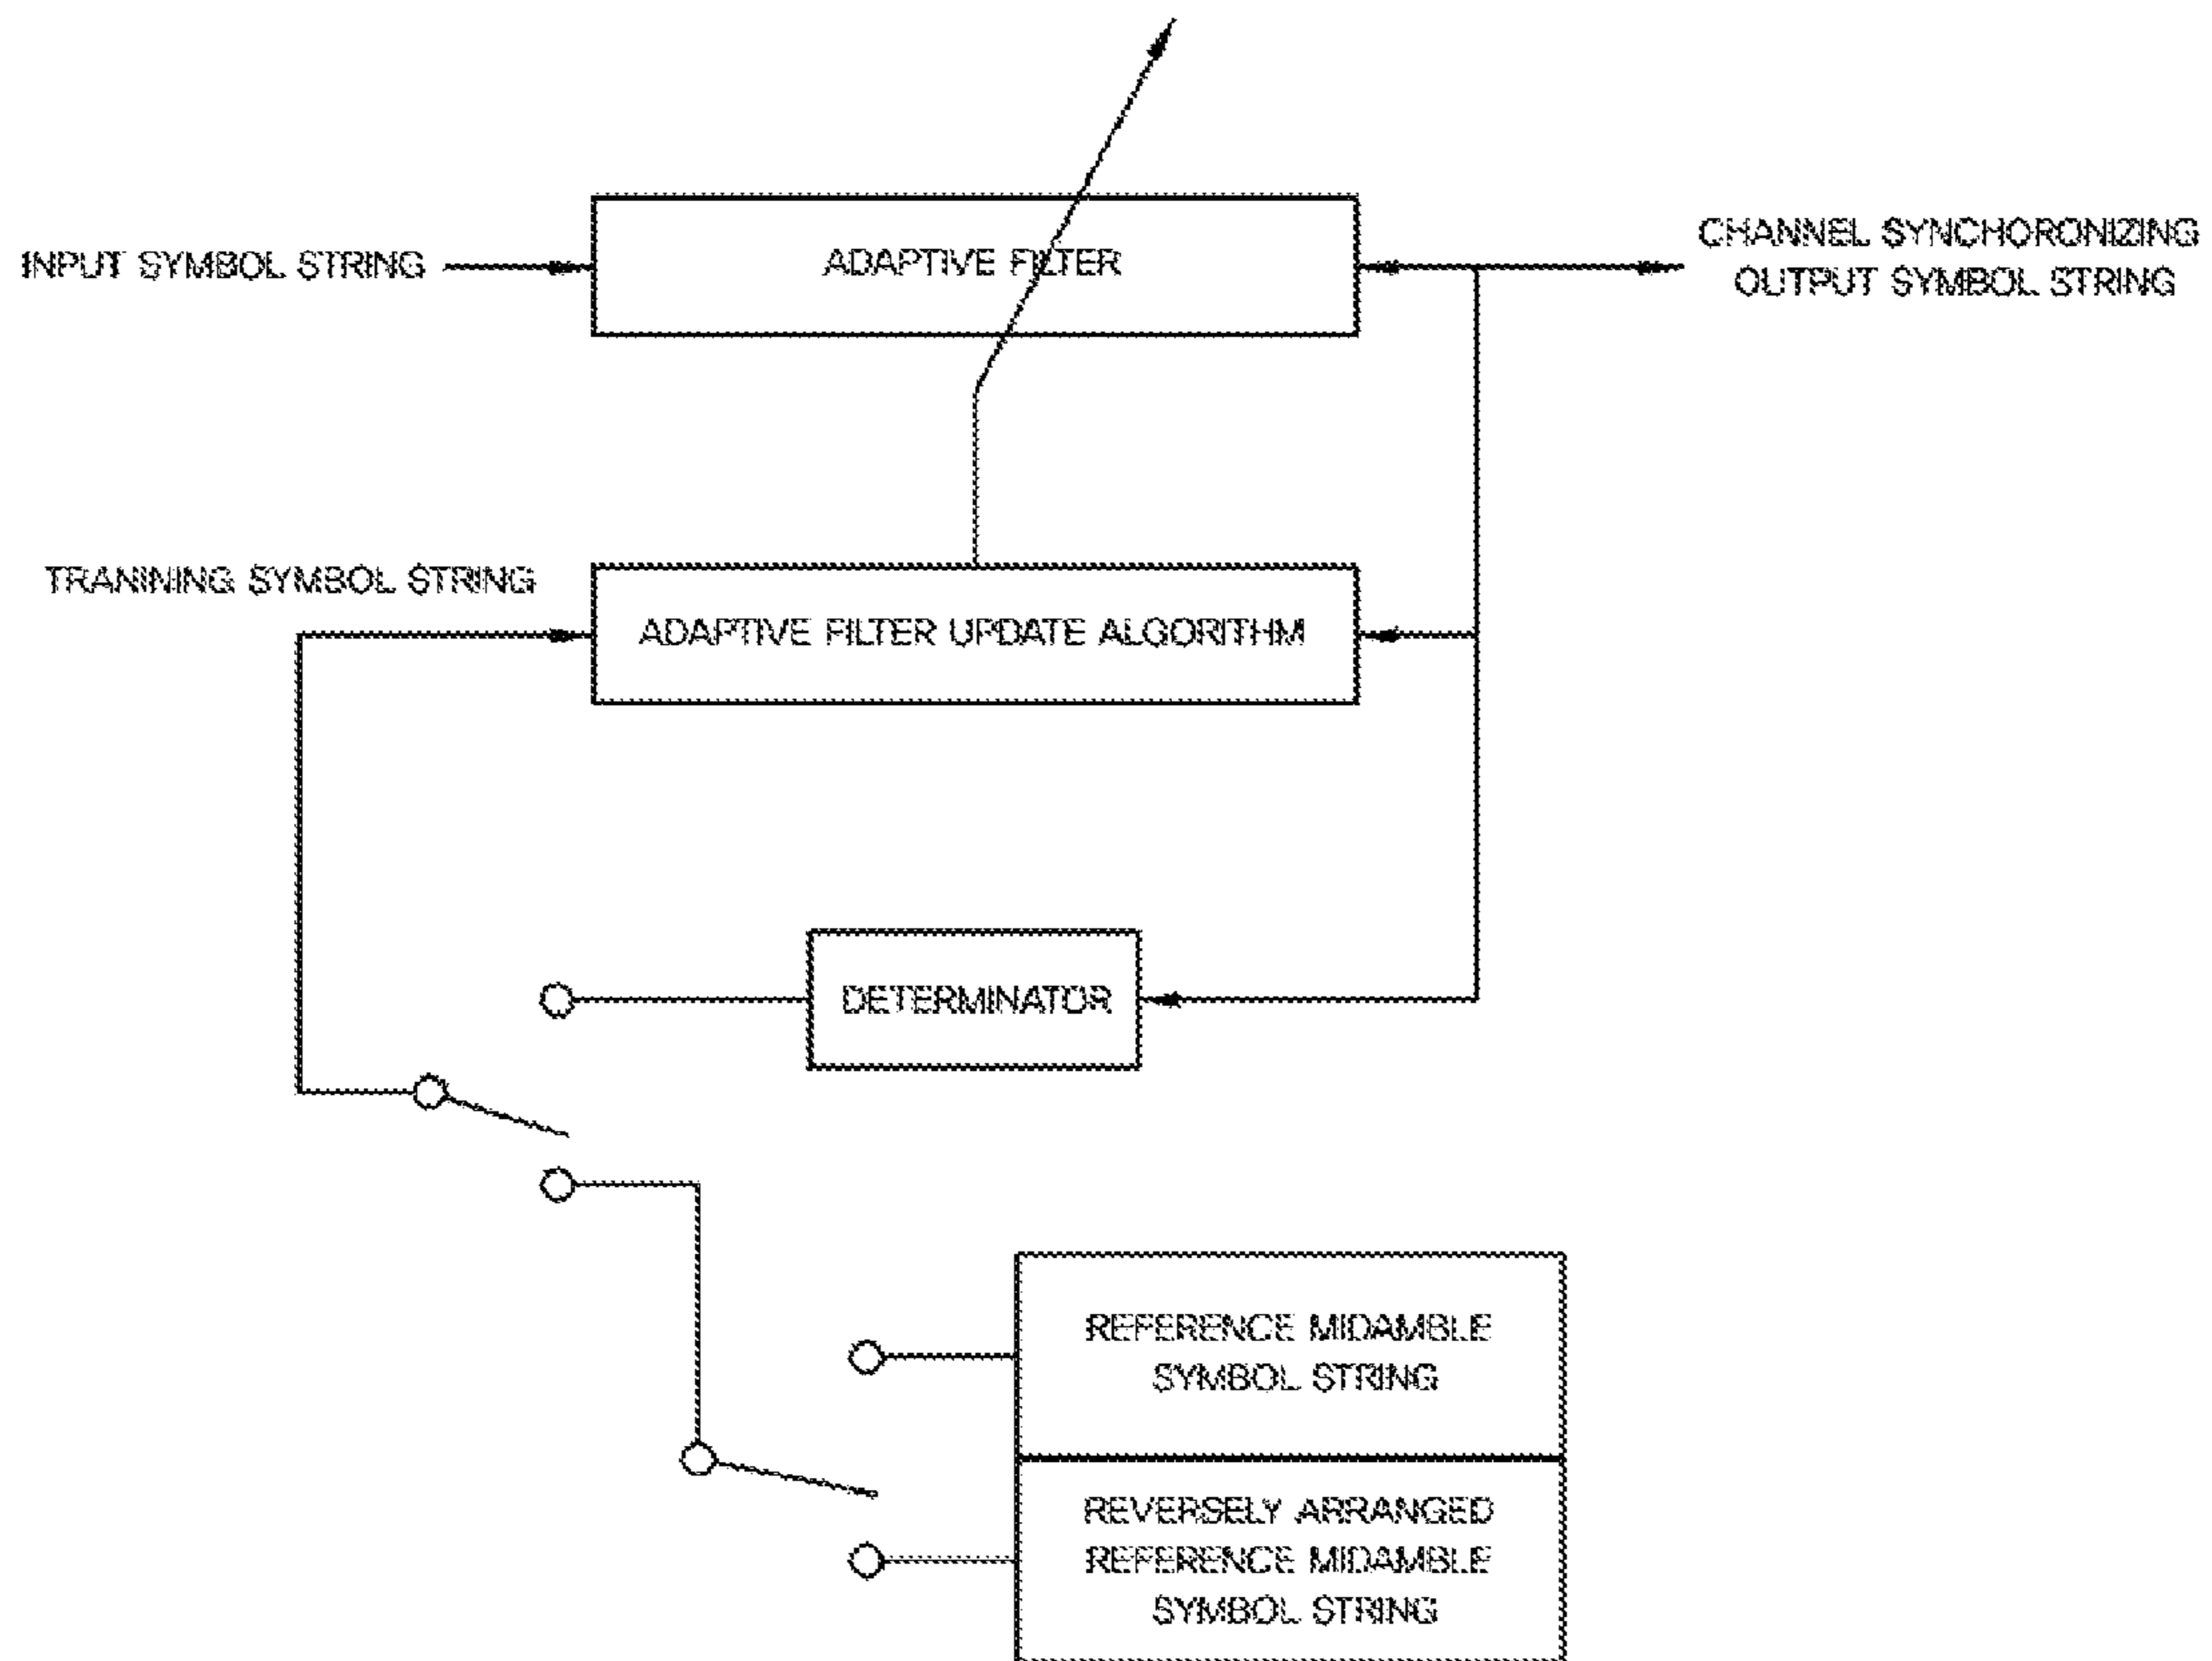 INPUT SYMBOL STRING
ADAPTIVE FILTER
CHANNEL SYNCHORONIZING
OUTPUT SYMBOL STRING
TRANINING SYMBOL STRING
ADAPTIVE FILTER UPDATE ALGORITHM
DETERMINATOR
REFERENCE MIDAMBLE
SYMBOL STRING
REVERSELY ARRANGED
REFERENCE MIDAMBLE
SYMBOL STRING